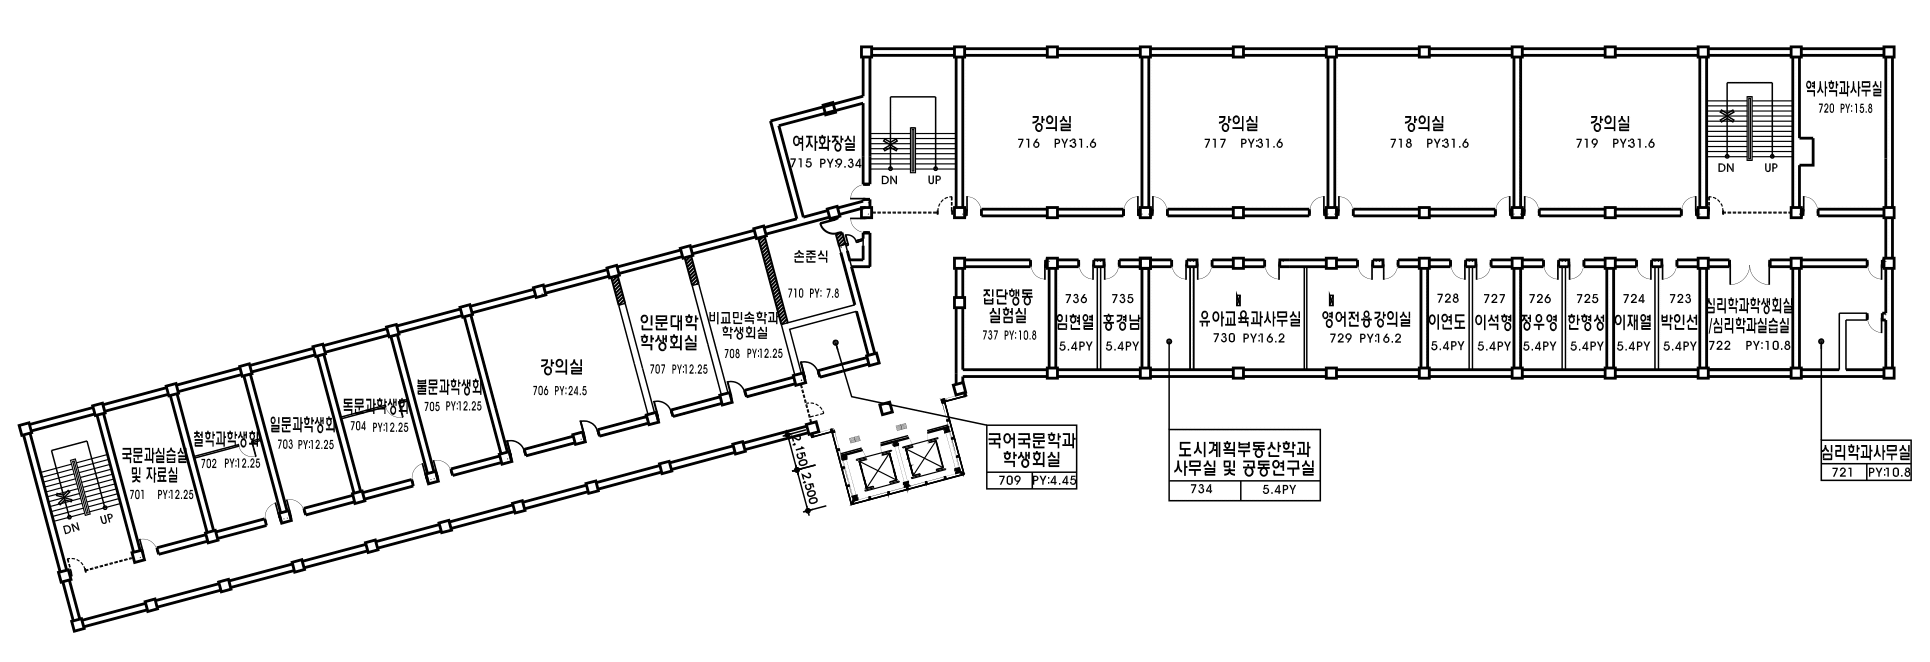 강의실
716 PY31.6
강의실
717 PY31.6
강의실
718 PY31.6
강의실
719 PY31.6
역사학과사무실
720 PY:15.8
여자화장실
715 PY:9.34
DN UP
DN UP
손준식
710 PY: 7.8
집단행동
실험실
737 PY:10.8
736
임현열
5.4PY
735
홍경남
5.4PY
유아교육과사무실
730 PY:16.2
영어전용강의실
729 PY:16.2
728
이연도
5.4PY
727
이석형
5.4PY
726
정우영
5.4PY
725
한형성
5.4PY
724
이재열
5.4PY
723
박인선
5.4PY
심리학과학생회실
/심리학과실습실
722 PY:10.8
인문대학
학생회실
707 PY:12.25
비교민속학과
학생회실
708 PY:12.25
강의실
706 PY:24.5
불문과학생회
705 PY:12.25
독문과학생회
704 PY:12.25
일문과학생회
703 PY:12.25
철학과학생회
702 PY:12.25
국문과실습실
및 자료실
701 PY:12.25
DN UP
2,150
2,500
국어국문학과
학생회실
709 PY:4.45
도시계획부동산학과
사무실 및 공동연구실
734 5.4PY
심리학과사무실
721 PY:10.8